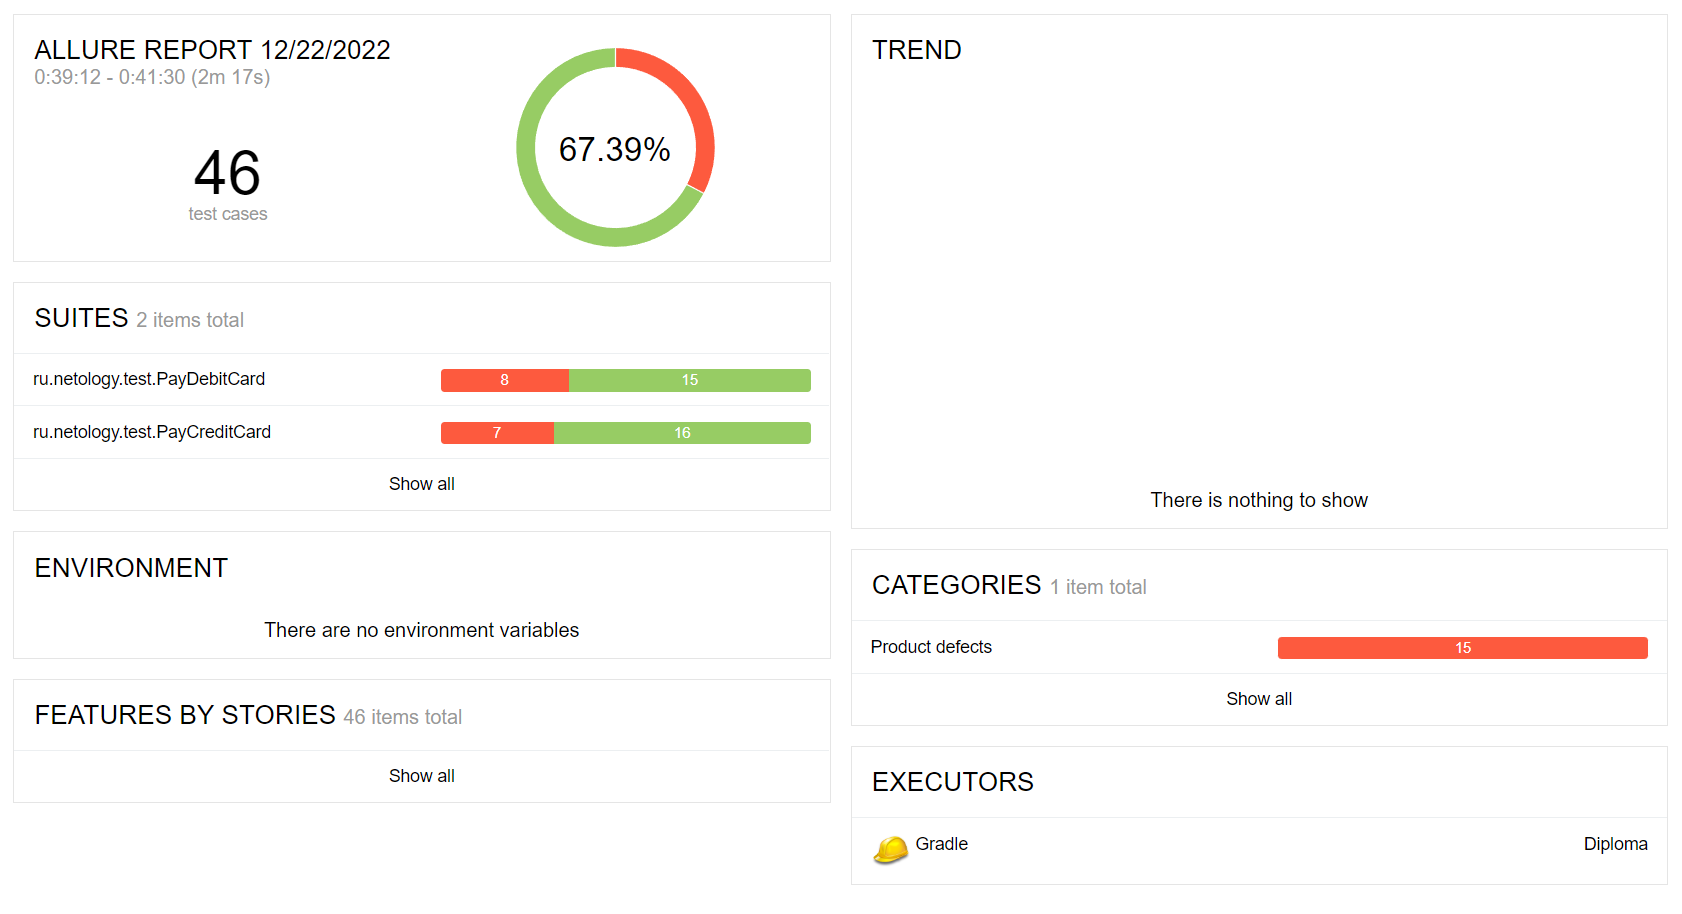 ALLURE REPORT 12/22/2022
0:39:12 - 0:41:30 (2m 17s)
46
test cases
67.39%
SUITES 2 items total
ru.netology.test.PayDebitCard 8 15
ru.netology.test.PayCreditCard 7 16
Show all
ENVIRONMENT
There are no environment variables
FEATURES BY STORIES 46 items total
Show all
TREND
There is nothing to show
CATEGORIES 1 item total
Product defects 15
Show all
EXECUTORS
Gradle Diploma